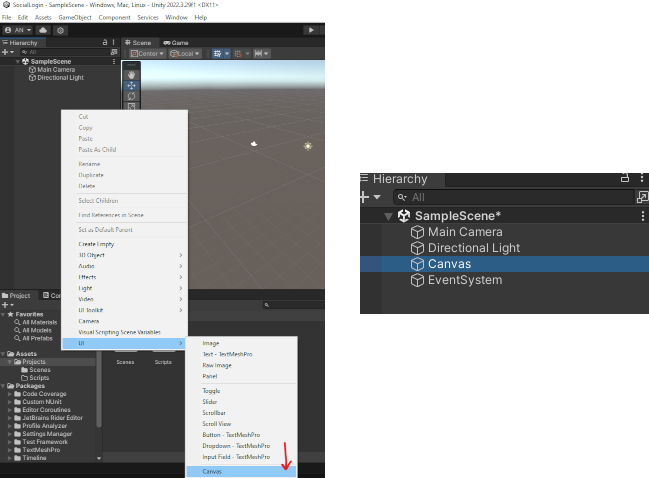 SocialLogin - SampleScene - Windows, Mac, Linux - Unity 2022.3.29f1 <DX11>
File Edit Assets GameObject Component Services Window Help
AN
Hierarchy
All
SampleScene
Main Camera
Directional Light
Scene Game
Center Local
Cut
Copy
Paste
Paste As Child
Rename
Duplicate
Delete
Select Children
Find References in Scene
Set as Default Parent
Create Empty
3D Object
Audio
Effects
Light
Video
UI Toolkit
Camera
Visual Scripting Scene Variables
UI
Project Con
Favorites
All Materials
All Models
All Prefabs
Assets
Projects
Scenes
Scripts
Packages
Code Coverage
Custom NUnit
Editor Coroutines
JetBrains Rider Editor
Profile Analyzer
Settings Manager
Test Framework
TextMeshPro
Timeline
Scenes Scripts
Image
Text - TextMeshPro
Raw Image
Panel
Toggle
Slider
Scrollbar
Scroll View
Button - TextMeshPro
Dropdown - TextMeshPro
Input Field - TextMeshPro
Canvas
Hierarchy
All
SampleScene*
Main Camera
Directional Light
Canvas
EventSystem